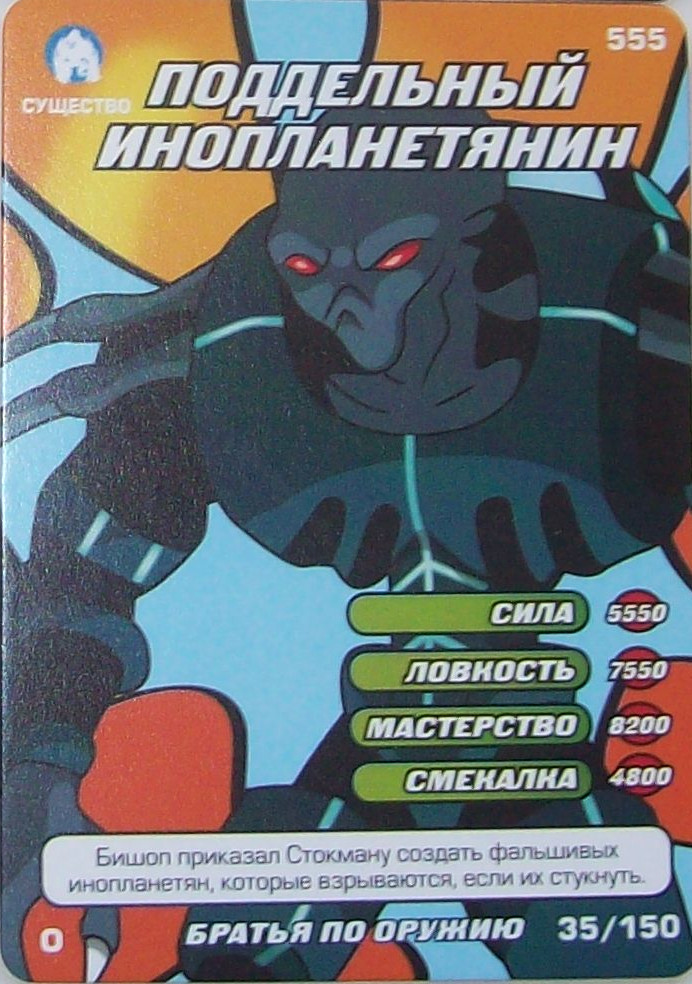 555
СУЩЕСТВО
ПОДДЕЛЬНЫЙ
ИНОПЛАНЕТЯНИН
СИЛА 5550
ЛОВКОСТЬ 7550
МАСТЕРСТВО 8200
СМЕКАЛКА 4800
Бишоп приказал Стокману создать фальшивых
инопланетян, которые взрываются, если их стукнуть.
О БРАТЬЯ ПО ОРУЖИЮ 35/150